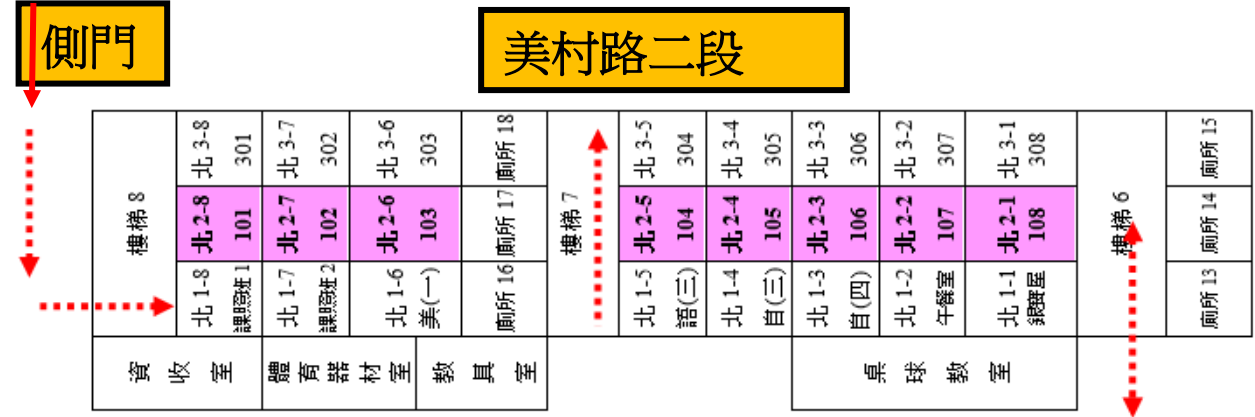 側門
美村路二段
樓梯 8
北 3-8
301
北 3-7
302
北 3-6
303
廁所 18
樓梯 7
北 3-5
304
北 3-4
305
北 3-3
306
北 3-2
307
北 3-1
308
樓梯 6
廁所 15
北 2-8
101
北 2-7
102
北 2-6
103
廁所 17
北 2-5
104
北 2-4
105
北 2-3
106
北 2-2
107
北 2-1
108
廁所 14
北 1-8
課照班 1
北 1-7
課照班 2
北 1-6
美(一)
廁所 16
北 1-5
語(三)
北 1-4
自(三)
北 1-3
自(四)
北 1-2
午餐室
北 1-1
銀髮屋
廁所 13
資收室
體育器材室
教具室
桌球教室